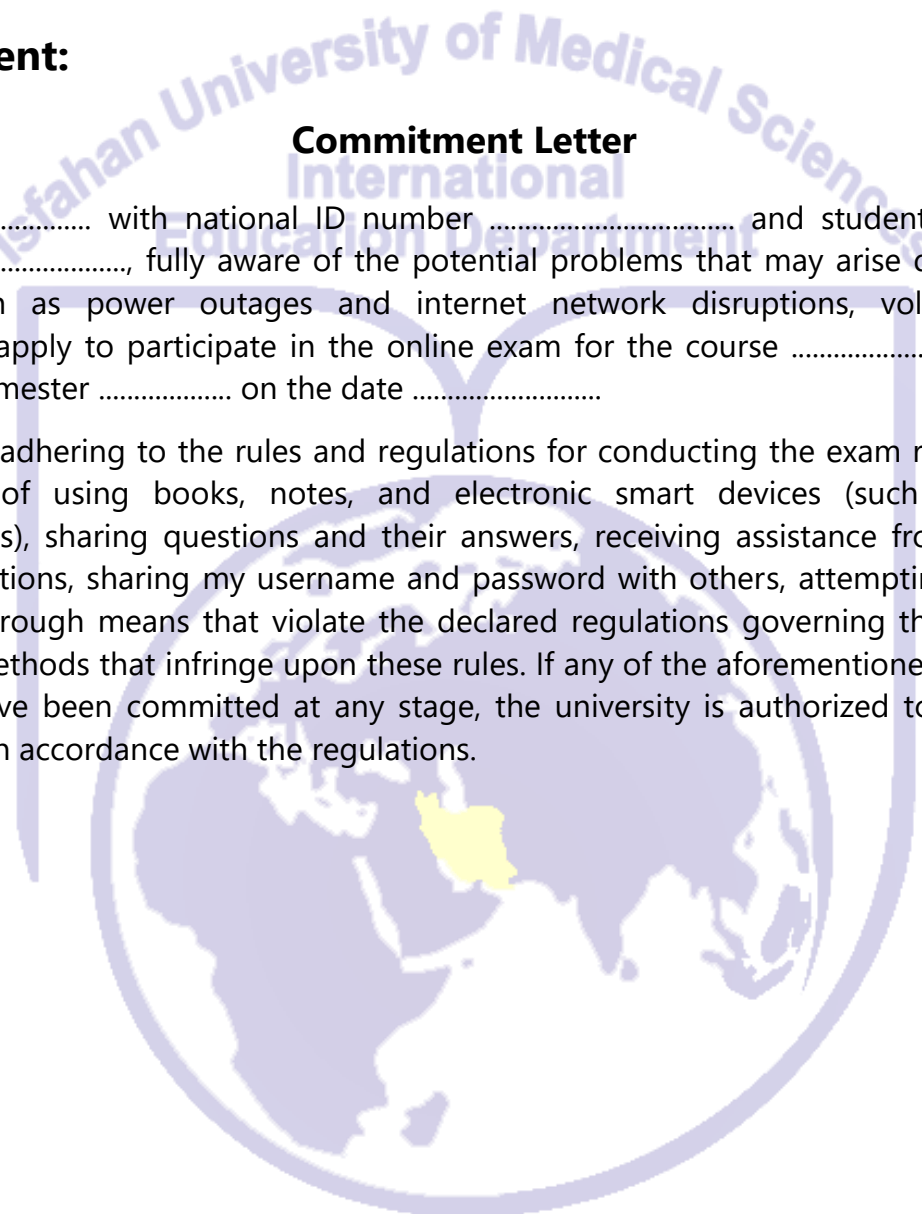 ent:
Isfahan University of Medical Sciences
Commitment Letter
International
Education Department
............. with national ID number ................................... and student
..................., fully aware of the potential problems that may arise
as power outages and internet network disruptions, vol
apply to participate in the online exam for the course ...................
mester ................... on the date ...........................
adhering to the rules and regulations for conducting the exam
of using books, notes, and electronic smart devices (such
s), sharing questions and their answers, receiving assistance fro
tions, sharing my username and password with others, attemptin
rough means that violate the declared regulations governing th
ethods that infringe upon these rules. If any of the aforementione
ve been committed at any stage, the university is authorized to
n accordance with the regulations.